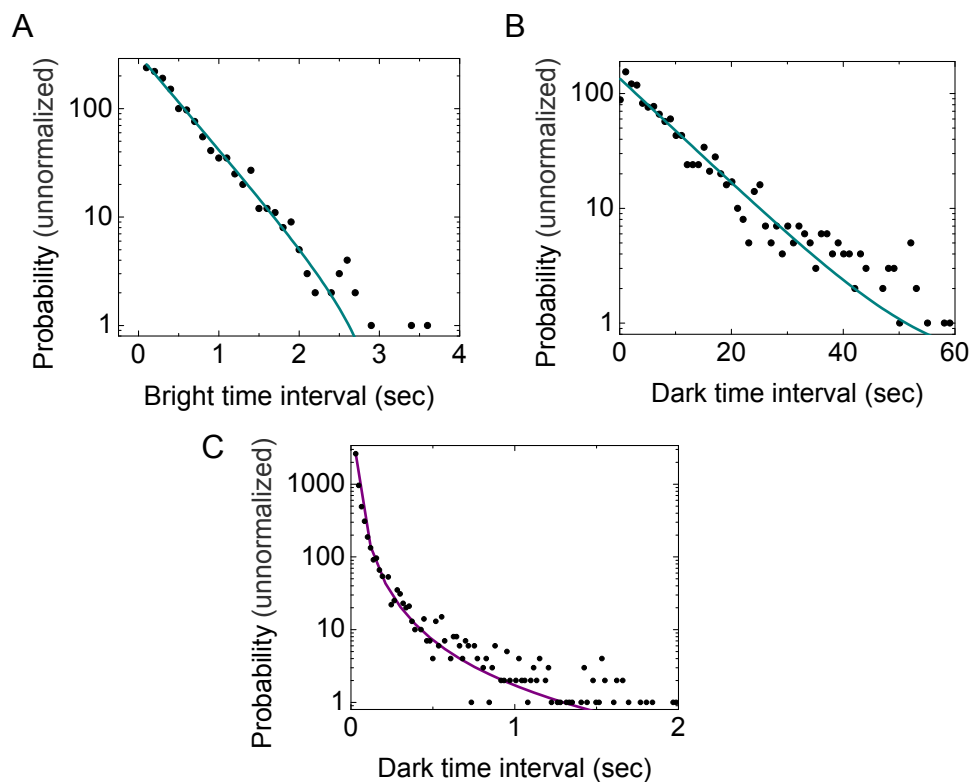 A
Probability (unnormalized)
100
10
1
0 1 2 3 4
Bright time interval (sec)
B
Probability (unnormalized)
100
10
1
0 20 40 60
Dark time interval (sec)
C
Probability (unnormalized)
1000
100
10
1
0 1 2
Dark time interval (sec)